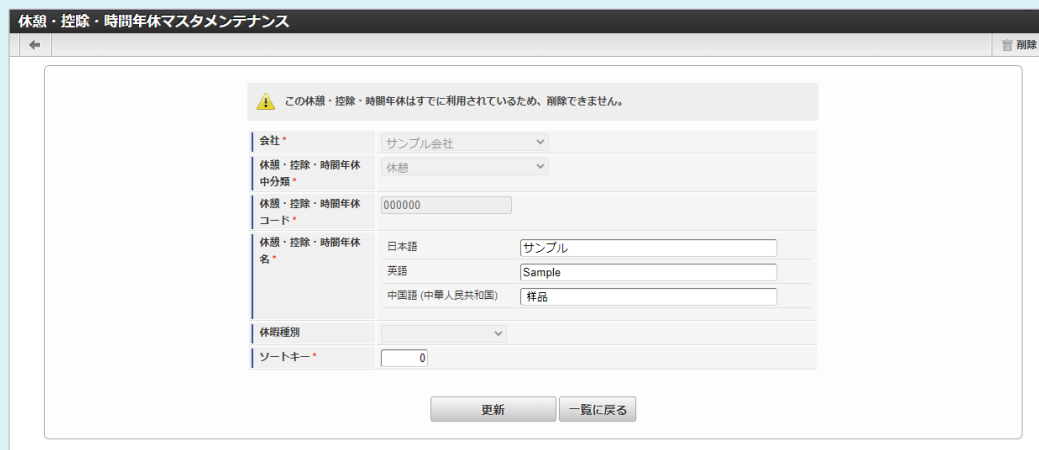 休憩・控除・時間年休マスタメンテナンス
削除
この休憩・控除・時間年休はすでに利用されているため、削除できません。
会社*
サンプル会社
休憩・控除・時間年休
中分類*
休憩
休憩・控除・時間年休
コード*
000000
休憩・控除・時間年休
名*
日本語
サンプル
英語
Sample
中国語 (中華人民共和国)
样品
休暇種別
ソートキー*
0
更新
一覧に戻る